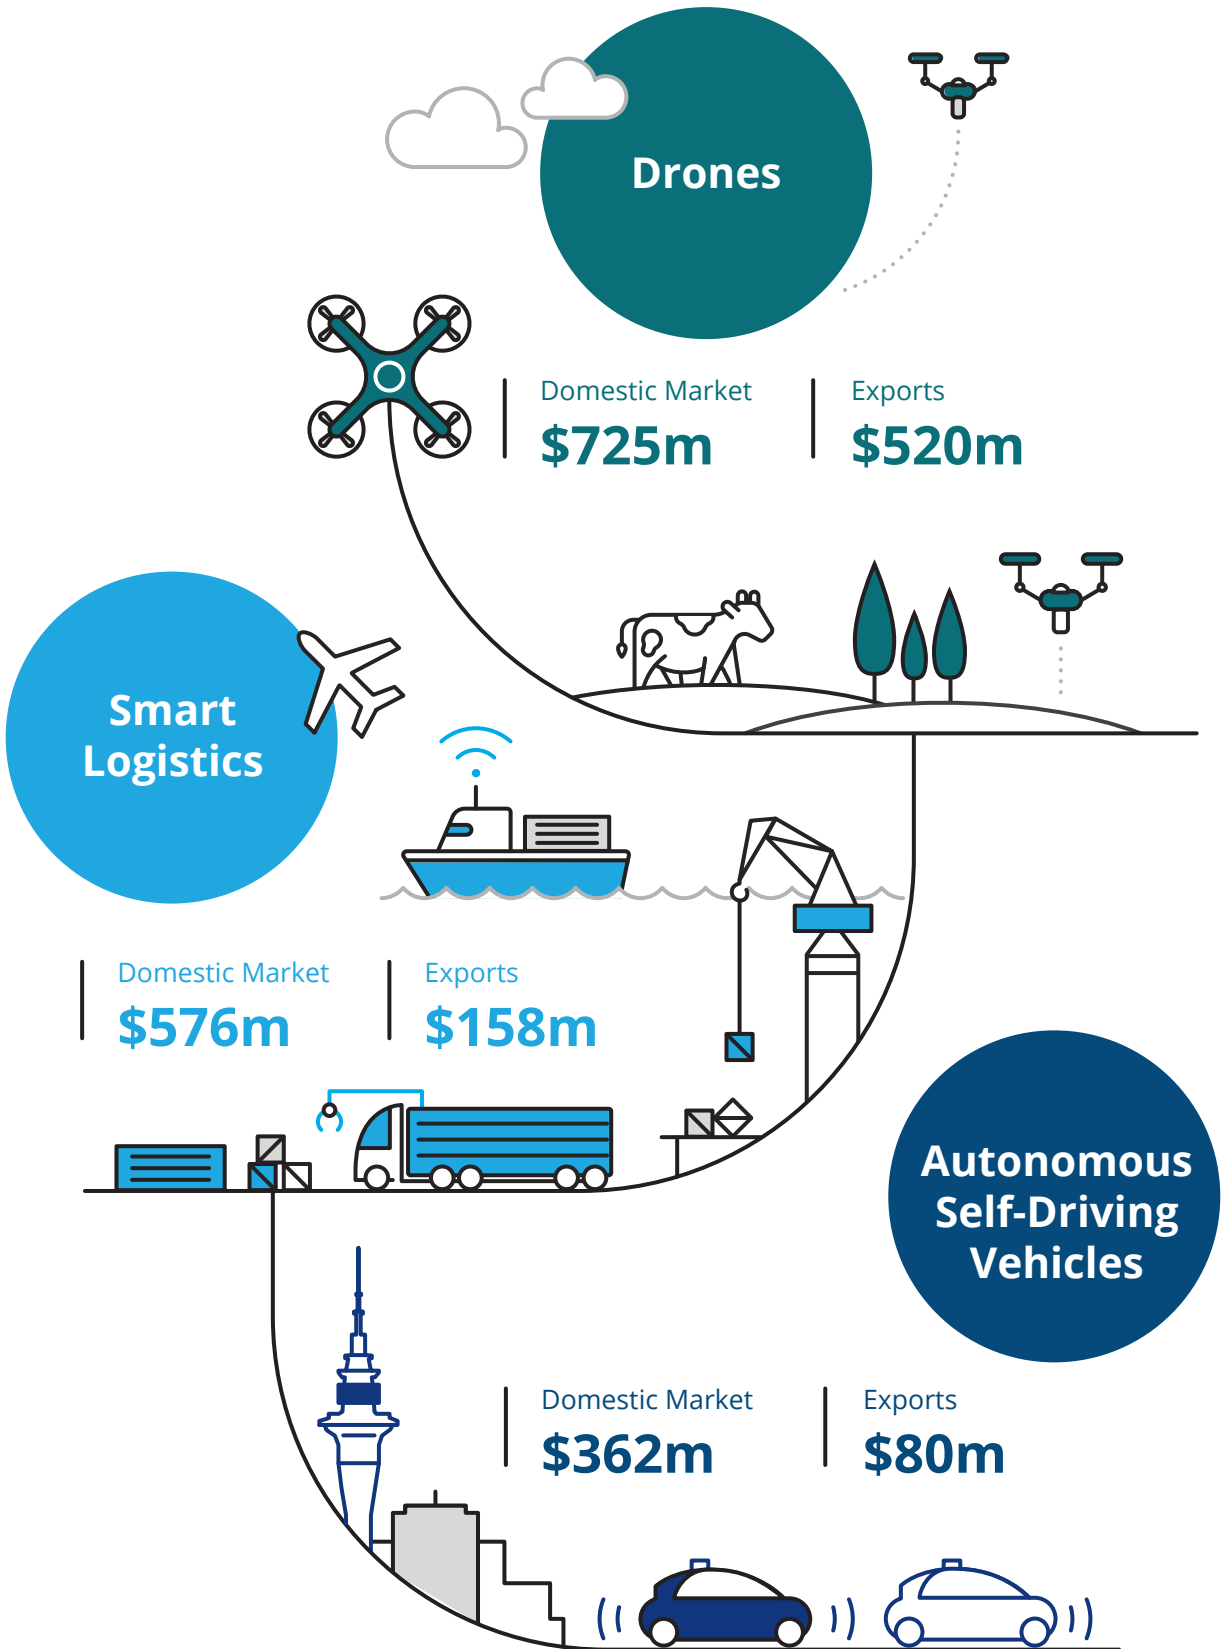 Drones
Domestic Market
$725m
Exports
$520m
Smart
Logistics
Domestic Market
$576m
Exports
$158m
Autonomous
Self-Driving
Vehicles
Domestic Market
$362m
Exports
$80m